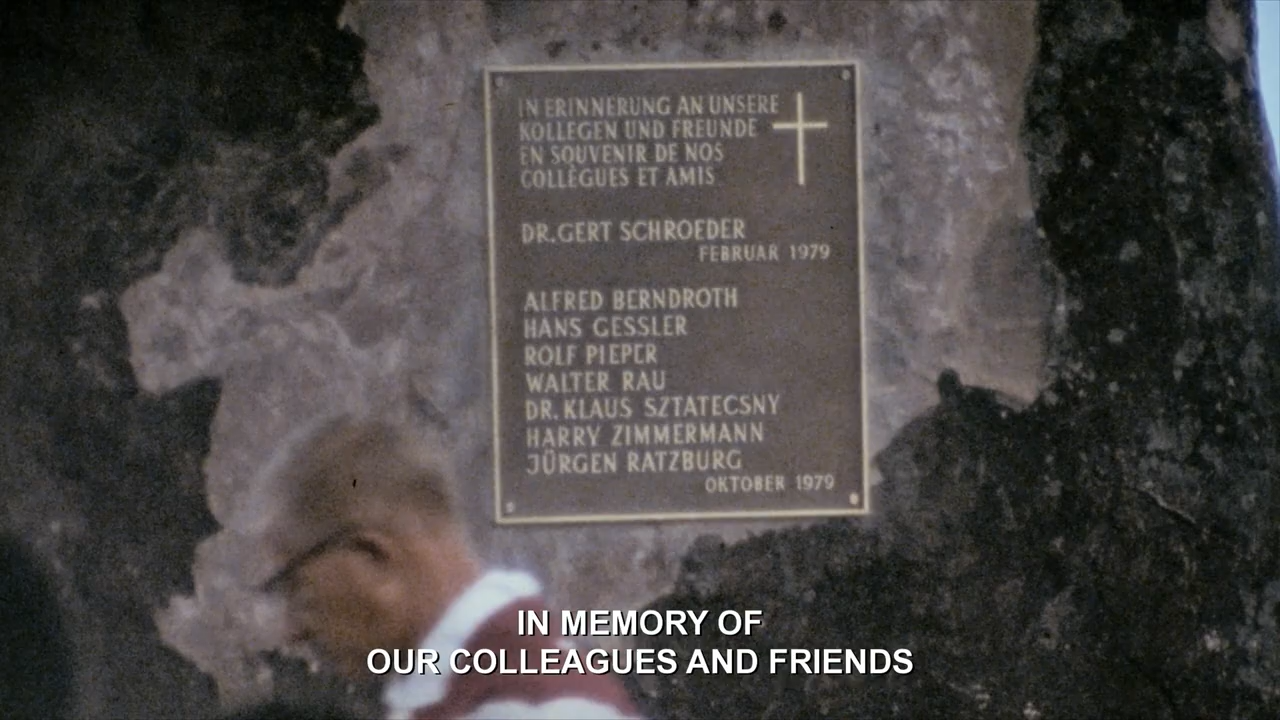 IN ERINNERUNG AN UNSERE
KOLLEGEN UND FREUNDE
EN SOUVENIR DE NOS
COLLÈGUES ET AMIS
DR. GERT SCHROEDER
FEBRUAR 1979
ALFRED BERNDROTH
HANS GESSLER
ROLF PIEPER
WALTER RAU
DR. KLAUS SZTATECSNY
HARRY ZIMMERMANN
JÜRGEN RATZBURG
OKTOBER 1979
IN MEMORY OF
OUR COLLEAGUES AND FRIENDS